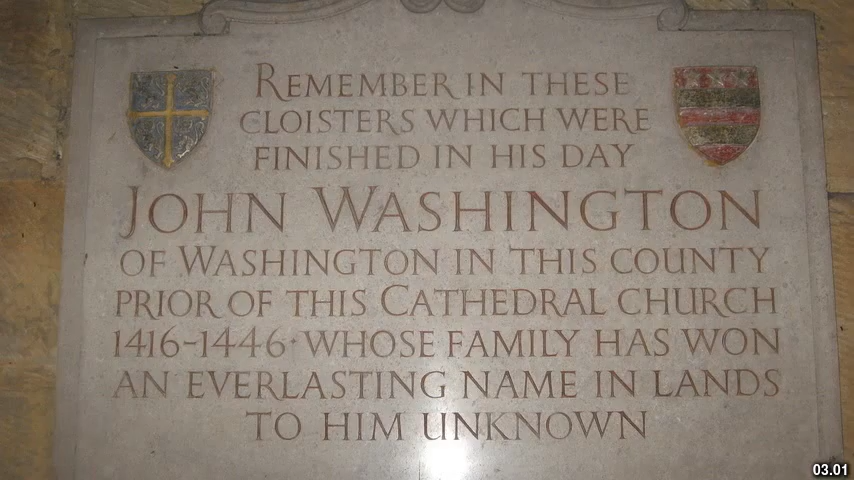 REMEMBER IN THESE
CLOISTERS WHICH WERE
FINISHED IN HIS DAY
JOHN WASHINGTON
OF WASHINGTON IN THIS COUNTY
PRIOR OF THIS CATHEDRAL CHURCH
1416-1446· WHOSE FAMILY HAS WON
AN EVERLASTING NAME IN LANDS
TO HIM UNKNOWN
03.01